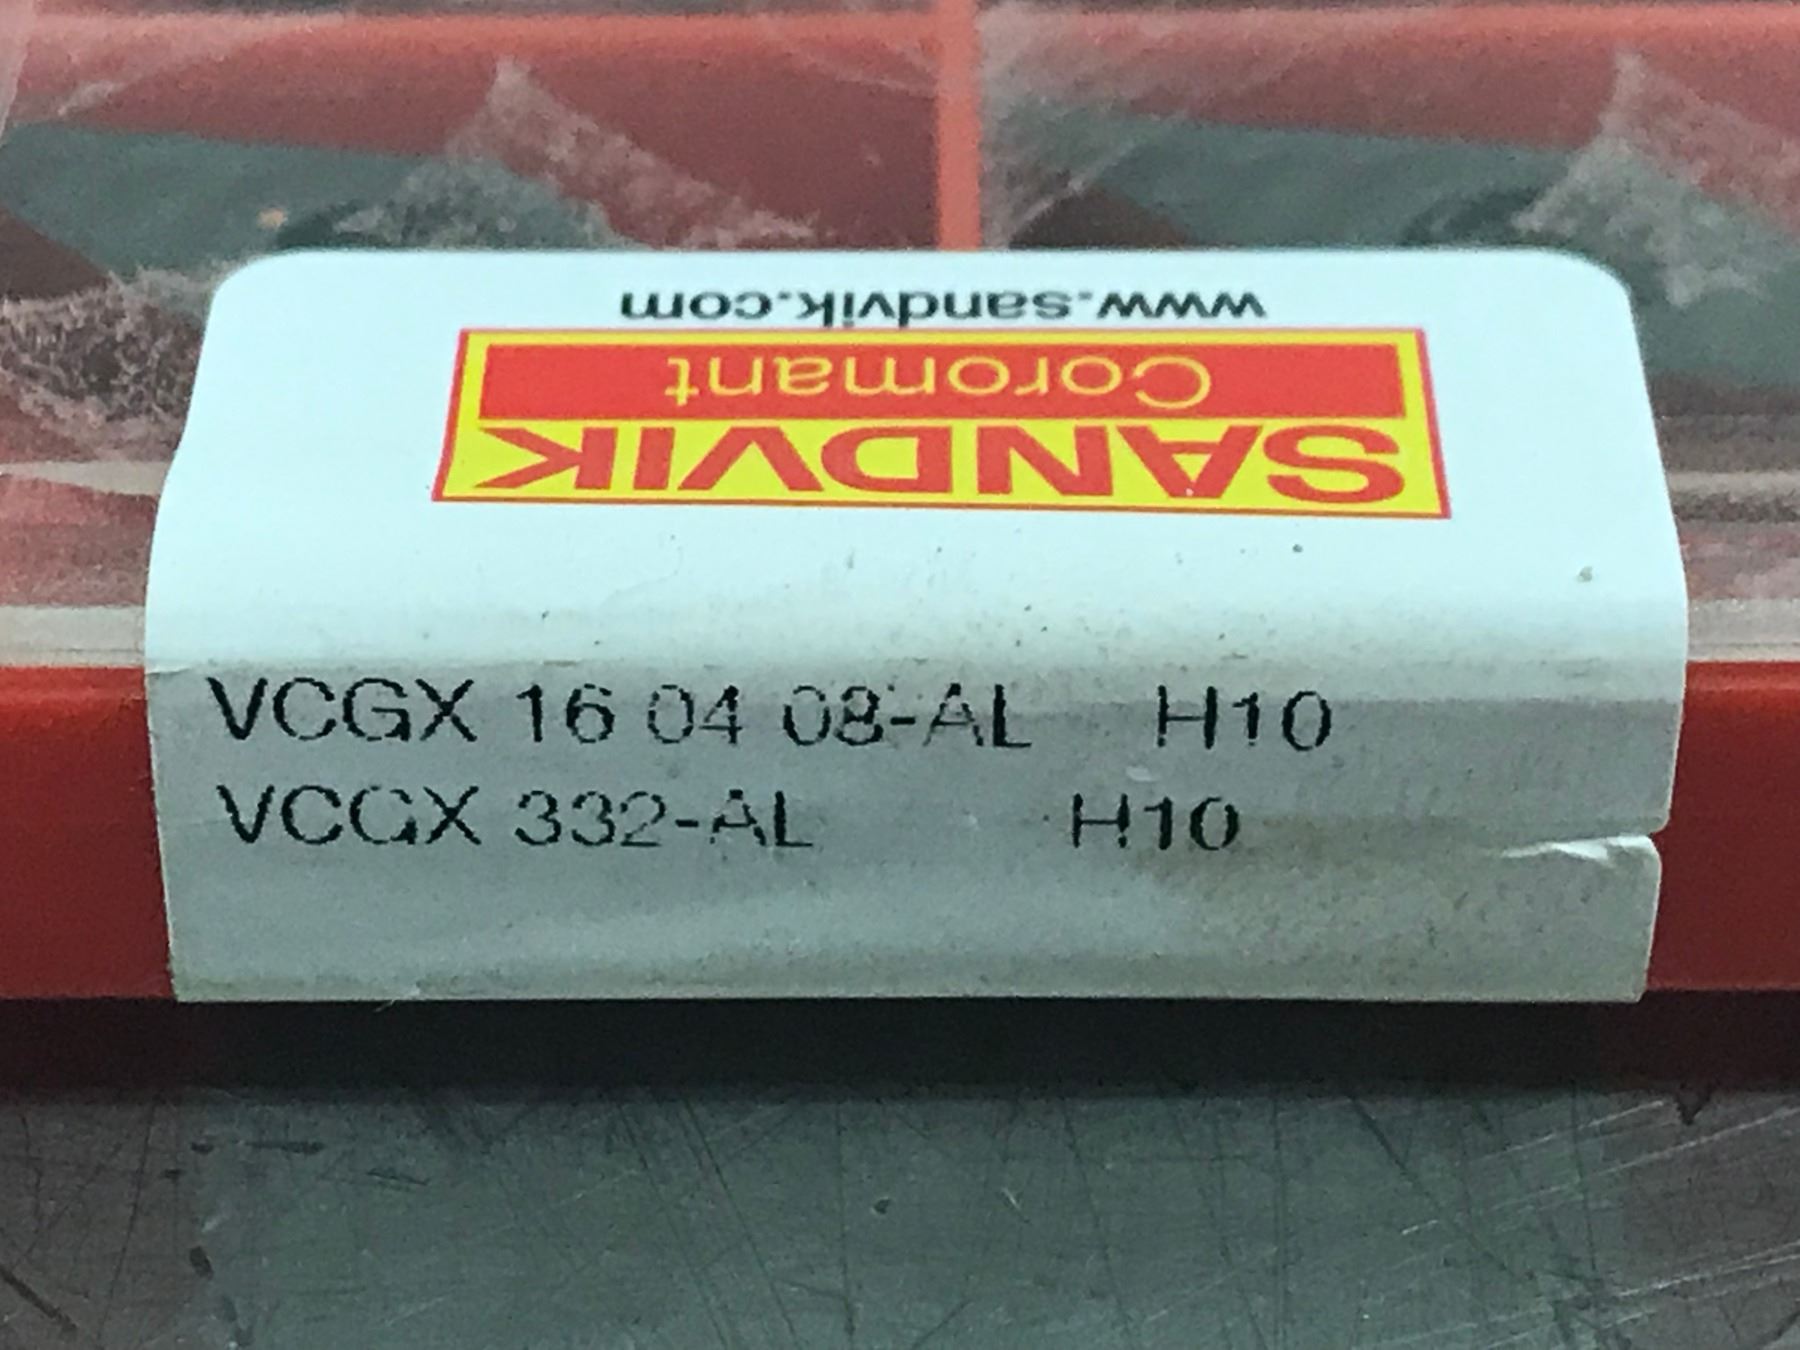 www.sandvik.com
Coromant
SANDVIK
VCGX 16 04 08-AL H10
VCGX 332-AL H10